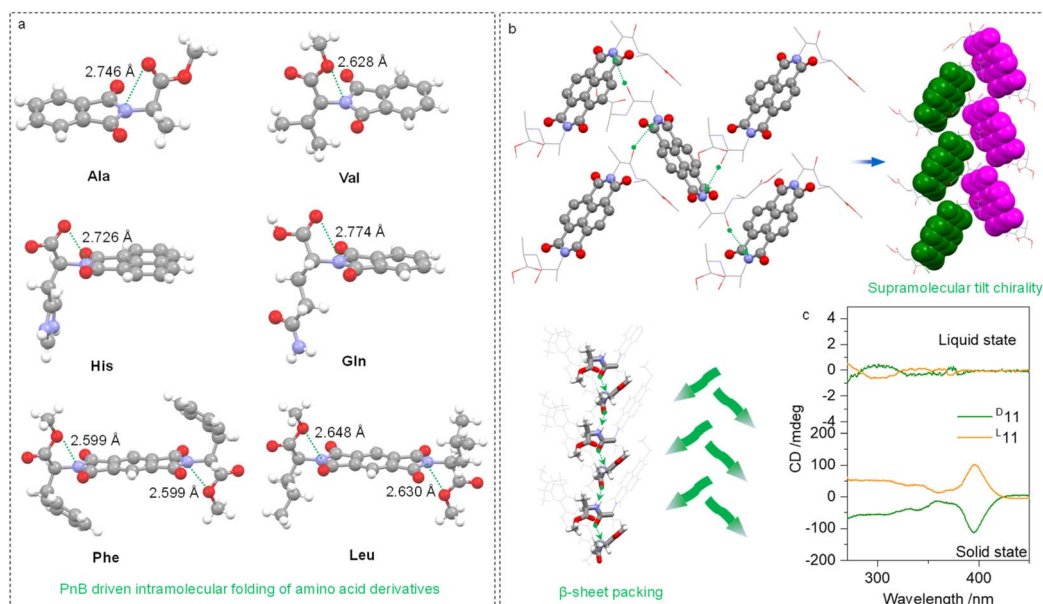 a
2.746 Å
2.628 Å
Ala
Val
2.726 Å
2.774 Å
His
Gln
2.599 Å
2.599 Å
2.648 Å
2.630 Å
Phe
Leu
PnB driven intramolecular folding of amino acid derivatives
b
Supramolecular tilt chirality
β-sheet packing
c
CD /mdeg
4
2
0
-2
-4
200
100
0
-100
-200
Liquid state
D11
L11
Solid state
300
400
Wavelength /nm